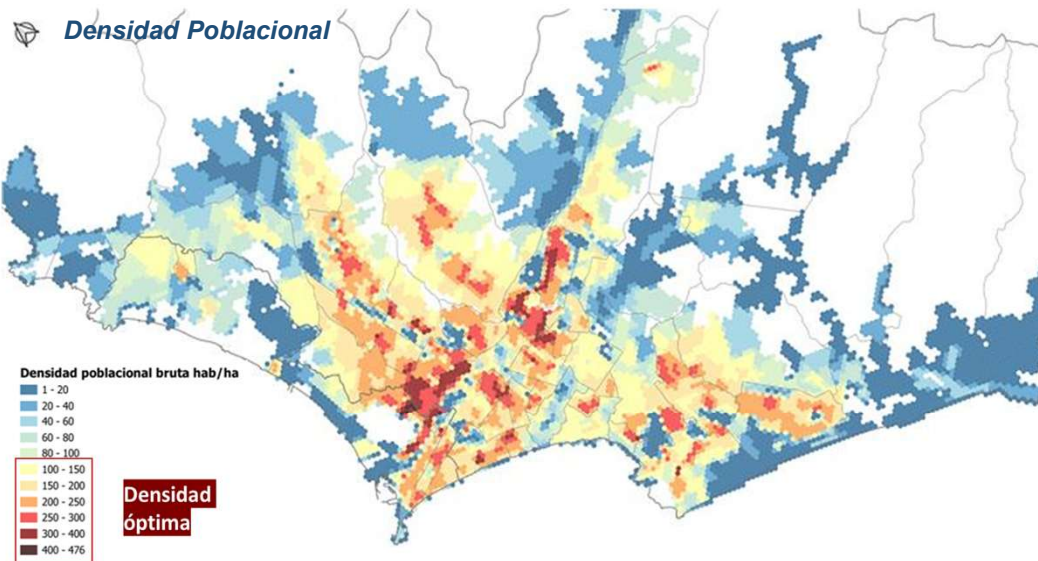 Densidad Poblacional
Densidad poblacional bruta hab/ha
1 - 20
20 - 40
40 - 60
60 - 80
80 - 100
100 - 150
150 - 200
200 - 250
250 - 300
300 - 400
400 - 476
Densidad
óptima